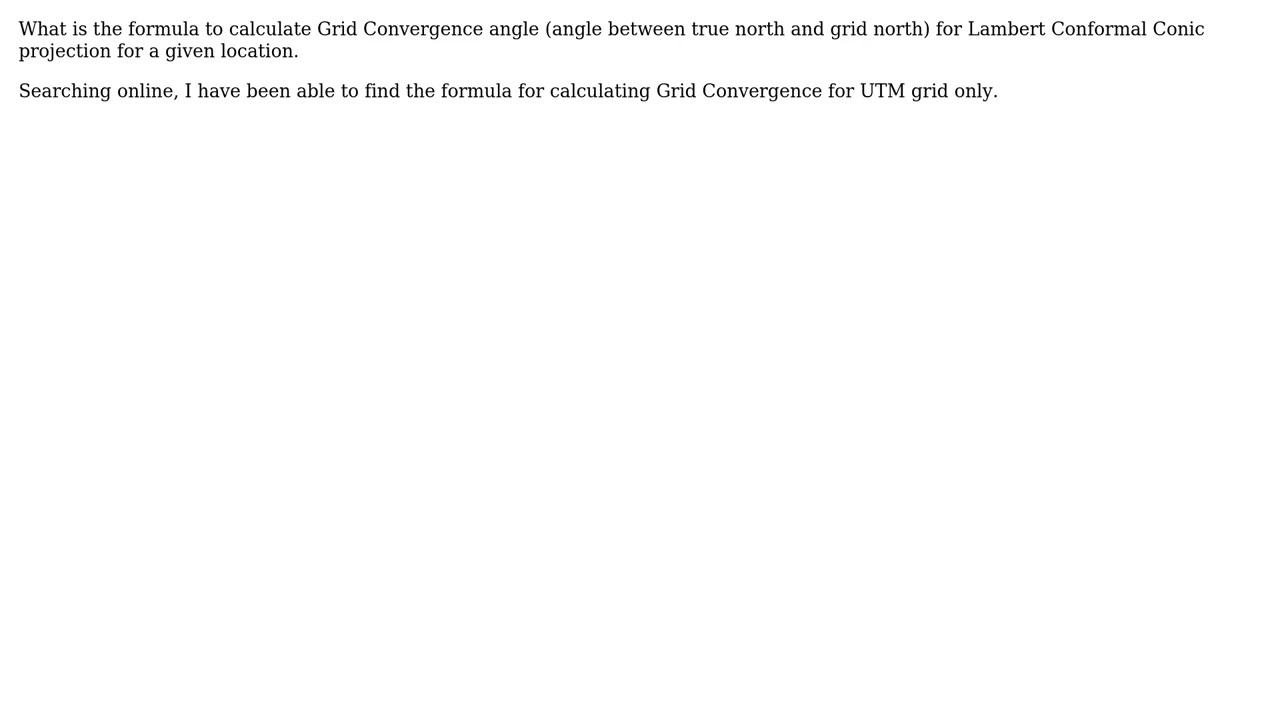 What is the formula to calculate Grid Convergence angle (angle between true north and grid north) for Lambert Conformal Conic
projection for a given location.
Searching online, I have been able to find the formula for calculating Grid Convergence for UTM grid only.